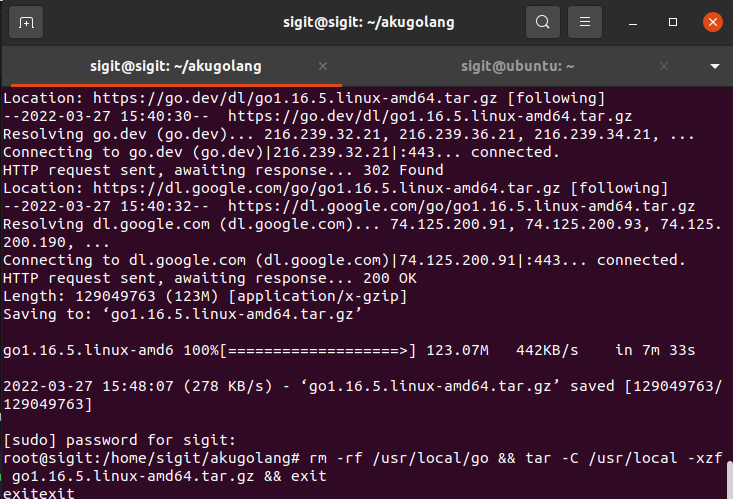 sigit@sigit: ~/akugolang
sigit@sigit: ~/akugolang × sigit@ubuntu: ~ ×
Location: https://go.dev/dl/go1.16.5.linux-amd64.tar.gz [following]
--2022-03-27 15:40:30--  https://go.dev/dl/go1.16.5.linux-amd64.tar.gz
Resolving go.dev (go.dev)... 216.239.32.21, 216.239.36.21, 216.239.34.21, ...
Connecting to go.dev (go.dev)|216.239.32.21|:443... connected.
HTTP request sent, awaiting response... 302 Found
Location: https://dl.google.com/go/go1.16.5.linux-amd64.tar.gz [following]
--2022-03-27 15:40:32--  https://dl.google.com/go/go1.16.5.linux-amd64.tar.gz
Resolving dl.google.com (dl.google.com)... 74.125.200.91, 74.125.200.93, 74.125.
200.190, ...
Connecting to dl.google.com (dl.google.com)|74.125.200.91|:443... connected.
HTTP request sent, awaiting response... 200 OK
Length: 129049763 (123M) [application/x-gzip]
Saving to: ‘go1.16.5.linux-amd64.tar.gz’
go1.16.5.linux-amd6 100%[===================>] 123.07M   442KB/s    in 7m 33s
2022-03-27 15:48:07 (278 KB/s) - ‘go1.16.5.linux-amd64.tar.gz’ saved [129049763/
129049763]
[sudo] password for sigit:
root@sigit:/home/sigit/akugolang# rm -rf /usr/local/go && tar -C /usr/local -xzf
go1.16.5.linux-amd64.tar.gz && exit
exitexit